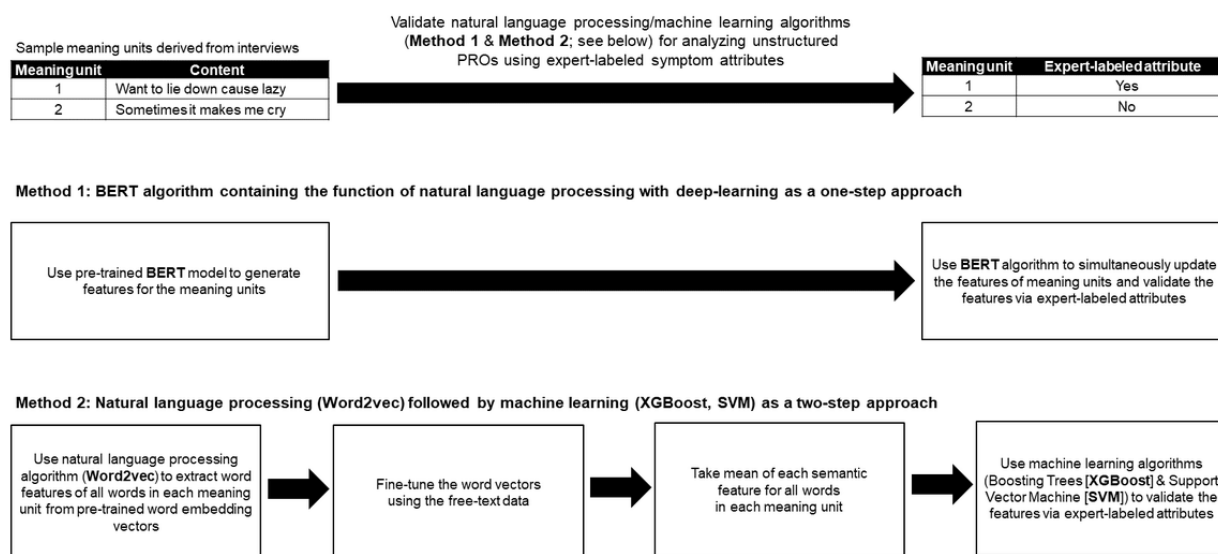 Validate natural language processing/machine learning algorithms
(Method 1 & Method 2; see below) for analyzing unstructured
PROs using expert-labeled symptom attributes
Sample meaning units derived from interviews
Meaning unit Content
1 Want to lie down cause lazy
2 Sometimes it makes me cry
Meaning unit Expert-labeled attribute
1 Yes
2 No
Method 1: BERT algorithm containing the function of natural language processing with deep-learning as a one-step approach
Use pre-trained BERT model to generate
features for the meaning units
Use BERT algorithm to simultaneously update
the features of meaning units and validate the
features via expert-labeled attributes
Method 2: Natural language processing (Word2vec) followed by machine learning (XGBoost, SVM) as a two-step approach
Use natural language processing
algorithm (Word2vec) to extract word
features of all words in each meaning
unit from pre-trained word embedding
vectors
Fine-tune the word vectors
using the free-text data
Take mean of each semantic
feature for all words
in each meaning unit
Use machine learning algorithms
(Boosting Trees [XGBoost] & Support
Vector Machine [SVM]) to validate the
features via expert-labeled attributes